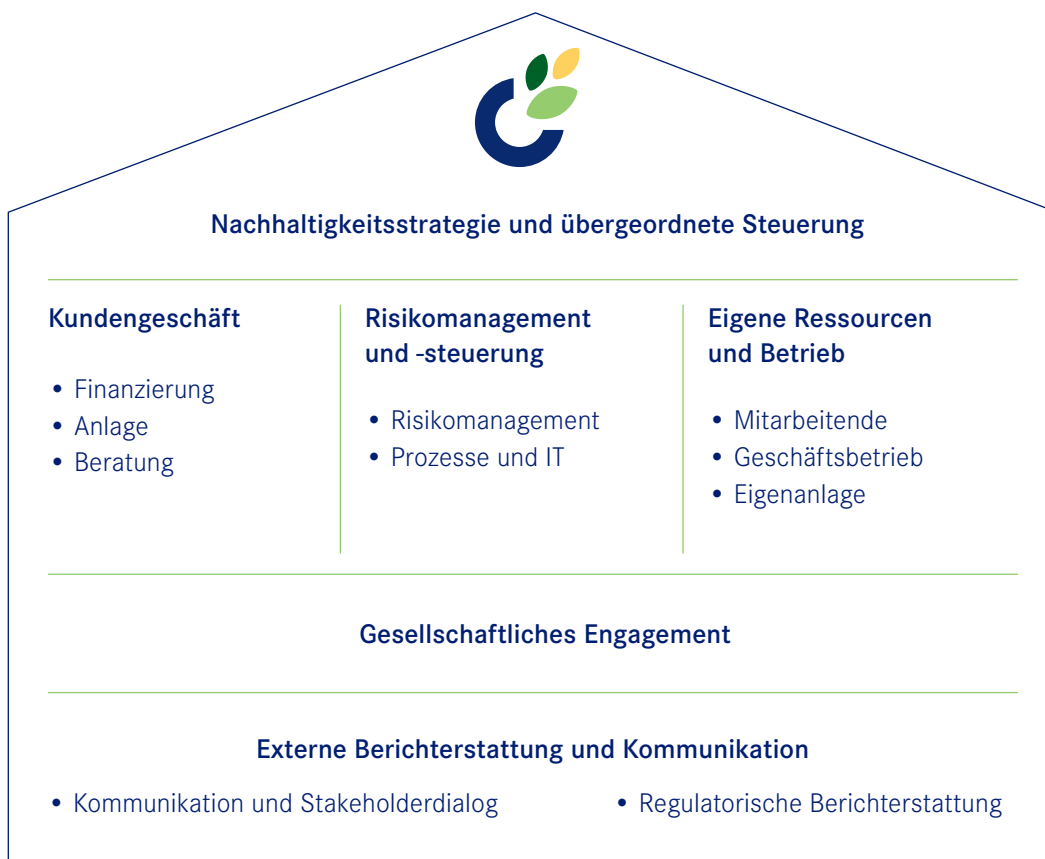 Nachhaltigkeitsstrategie und übergeordnete Steuerung
Kundengeschäft
• Finanzierung
• Anlage
• Beratung
Risikomanagement
und -steuerung
• Risikomanagement
• Prozesse und IT
Eigene Ressourcen
und Betrieb
• Mitarbeitende
• Geschäftsbetrieb
• Eigenanlage
Gesellschaftliches Engagement
Externe Berichterstattung und Kommunikation
• Kommunikation und Stakeholderdialog
• Regulatorische Berichterstattung